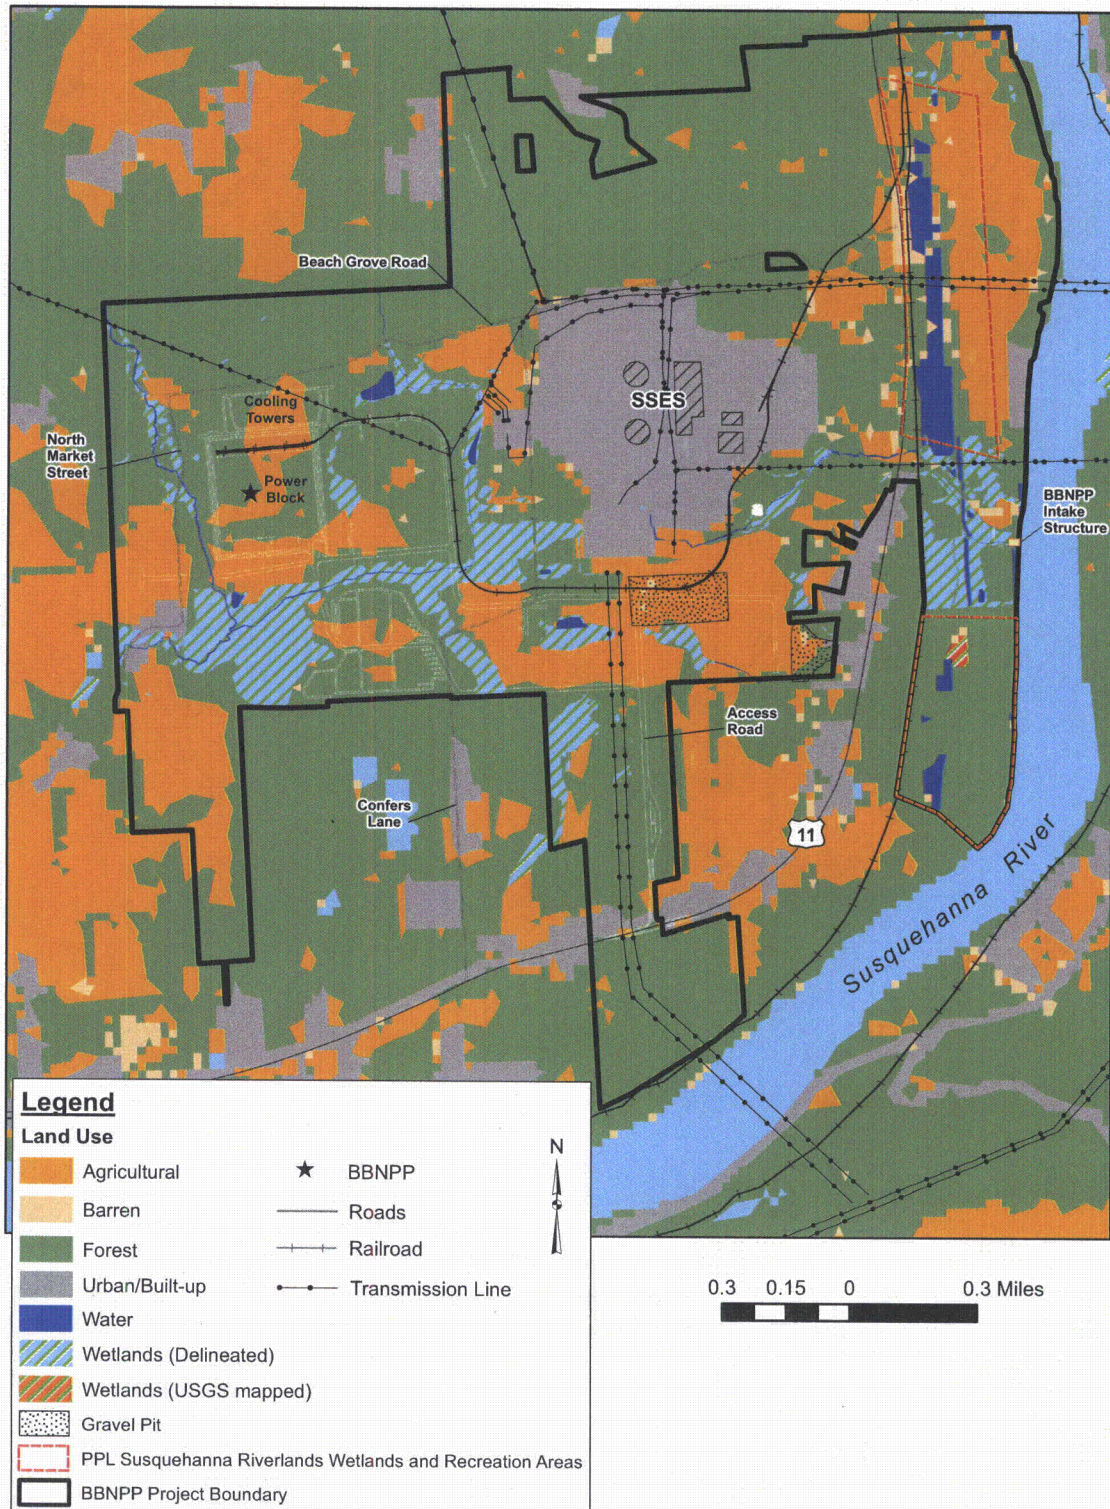 Beach Grove Road
Cooling
Towers
SSES
North
Market
Street
Power
Block
BBNPP
Intake
Structure
Access
Road
Confers
Lane
11
Susquehanna River
Legend
Land Use
Agricultural
Barren
Forest
Urban/Built-up
Water
Wetlands (Delineated)
Wetlands (USGS mapped)
Gravel Pit
PPL Susquehanna Riverlands Wetlands and Recreation Areas
BBNPP Project Boundary
BBNPP
Roads
Railroad
Transmission Line
N
0.3 0.15 0 0.3 Miles